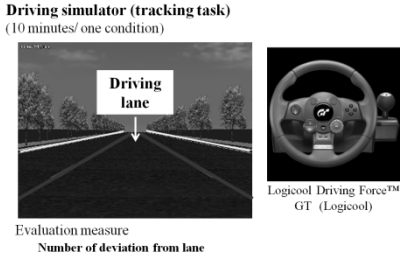 Driving simulator (tracking task)
(10 minutes/ one condition)
Driving
lane
Logicool Driving Force™
GT (Logicool)
Evaluation measure
Number of deviation from lane